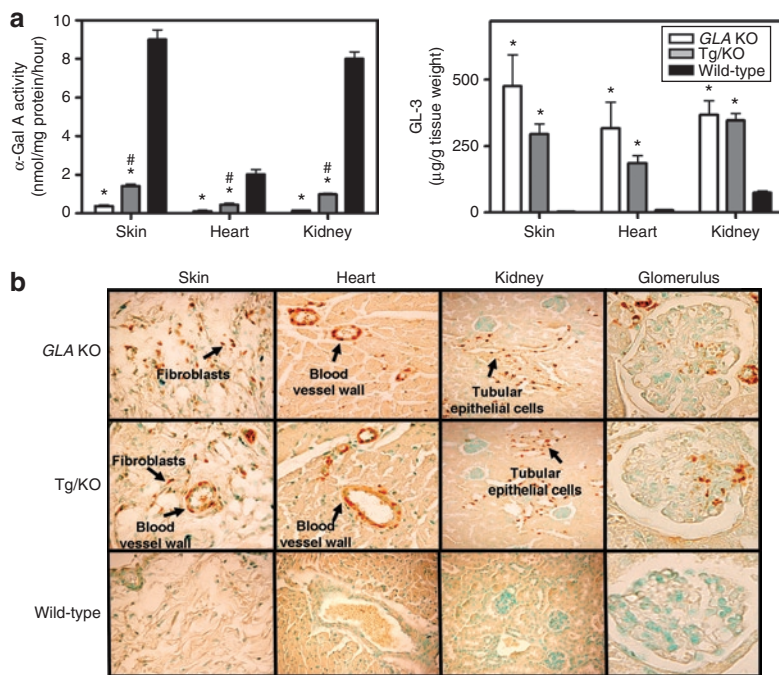 a
α-Gal A activity
(nmol/mg protein/hour)
10
8
6
4
2
0
*
#
*
*
#
*
*
#
*
Skin
Heart
Kidney
GL-3
(µg/g tissue weight)
500
250
0
*
*
*
*
*
*
GLA KO
Tg/KO
Wild-type
Skin
Heart
Kidney
b
Skin
Heart
Kidney
Glomerulus
GLA KO
Fibroblasts
Blood
vessel wall
Tubular
epithelial cells
Tg/KO
Fibroblasts
Blood
vessel wall
Blood
vessel wall
Tubular
epithelial cells
Wild-type